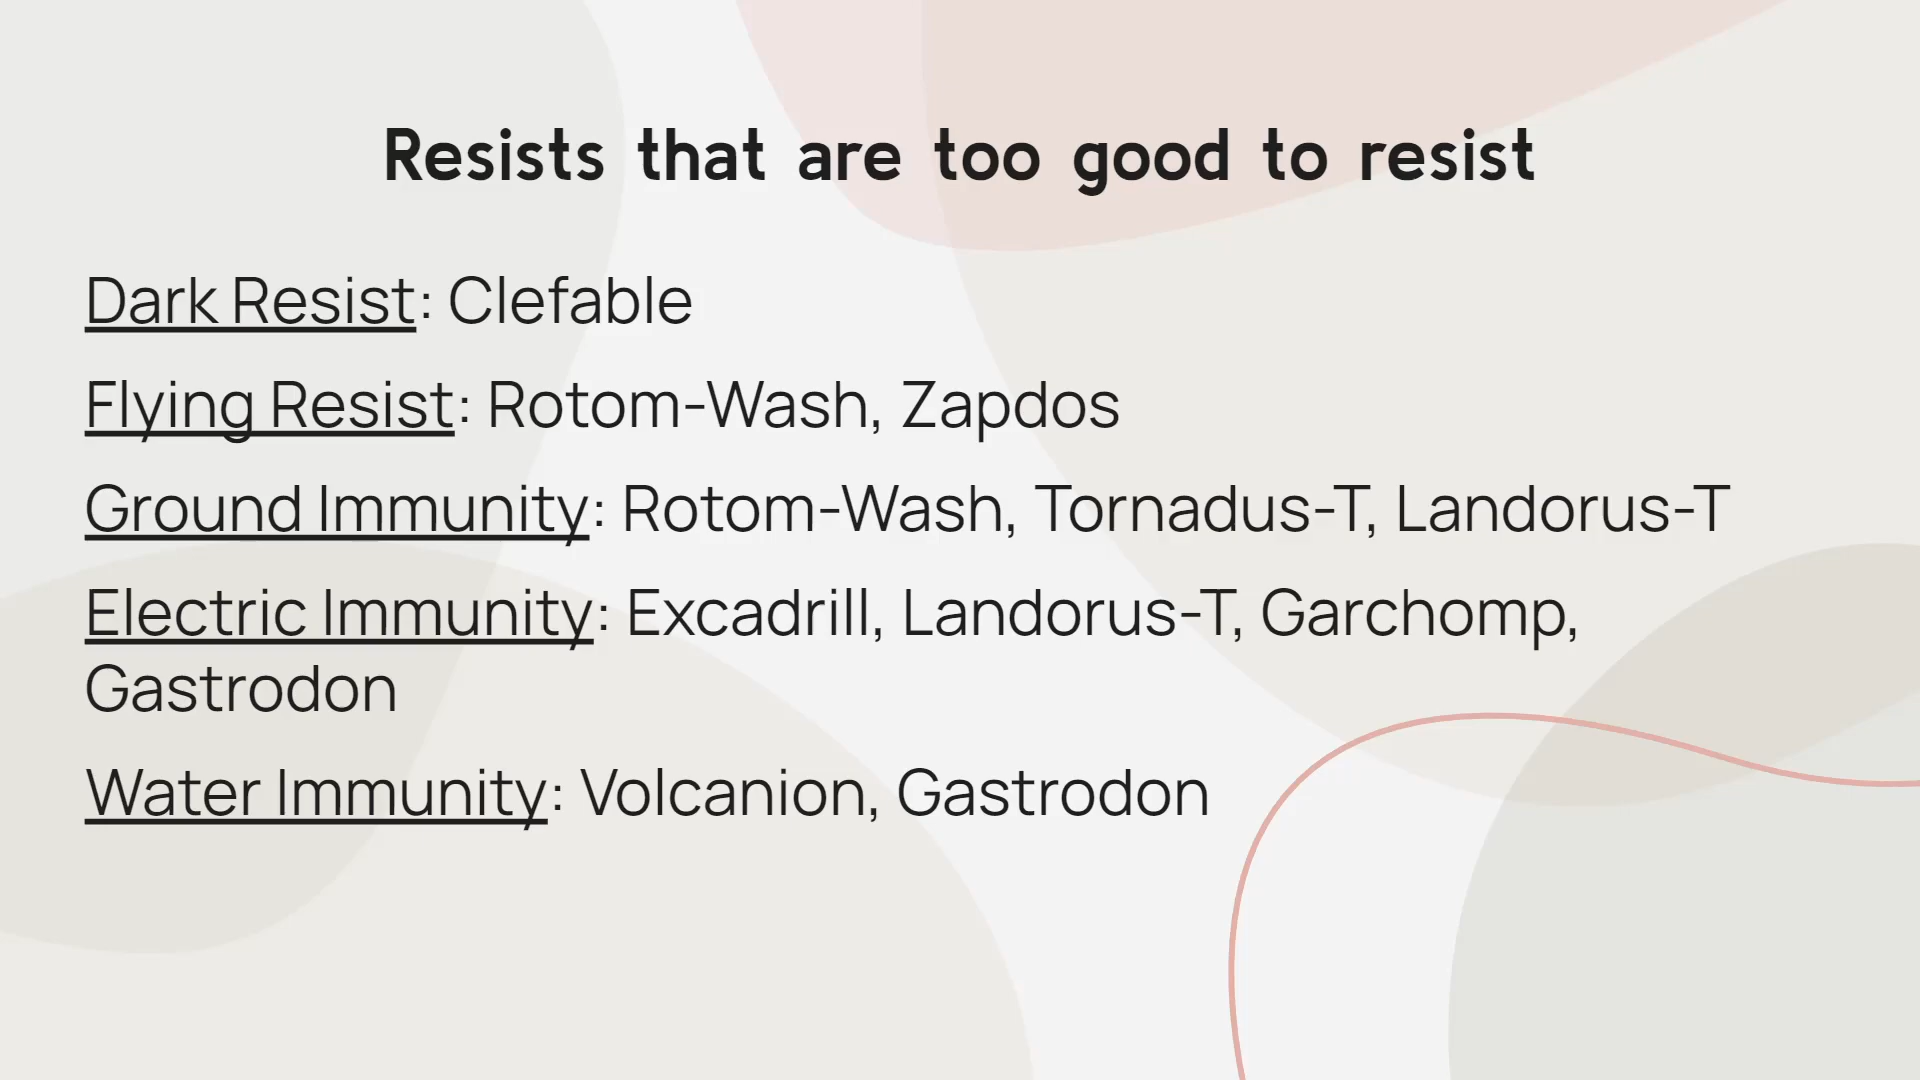 Resists that are too good to resist
Dark Resist: Clefable
Flying Resist: Rotom-Wash, Zapdos
Ground Immunity: Rotom-Wash, Tornadus-T, Landorus-T
Electric Immunity: Excadrill, Landorus-T, Garchomp,
Gastrodon
Water Immunity: Volcanion, Gastrodon